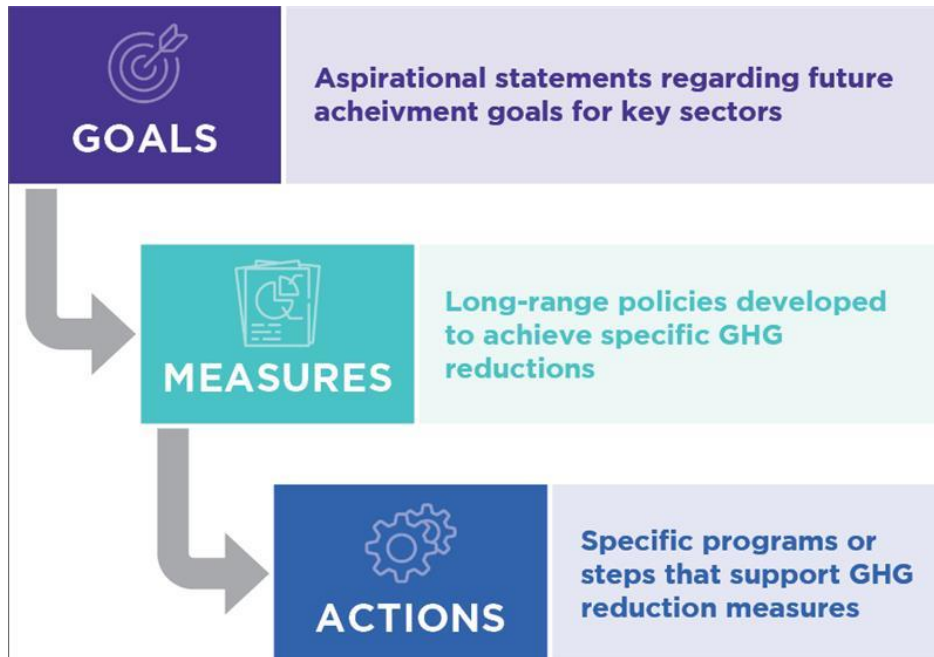 GOALS
Aspirational statements regarding future
acheivment goals for key sectors
MEASURES
Long-range policies developed
to achieve specific GHG
reductions
ACTIONS
Specific programs or
steps that support GHG
reduction measures